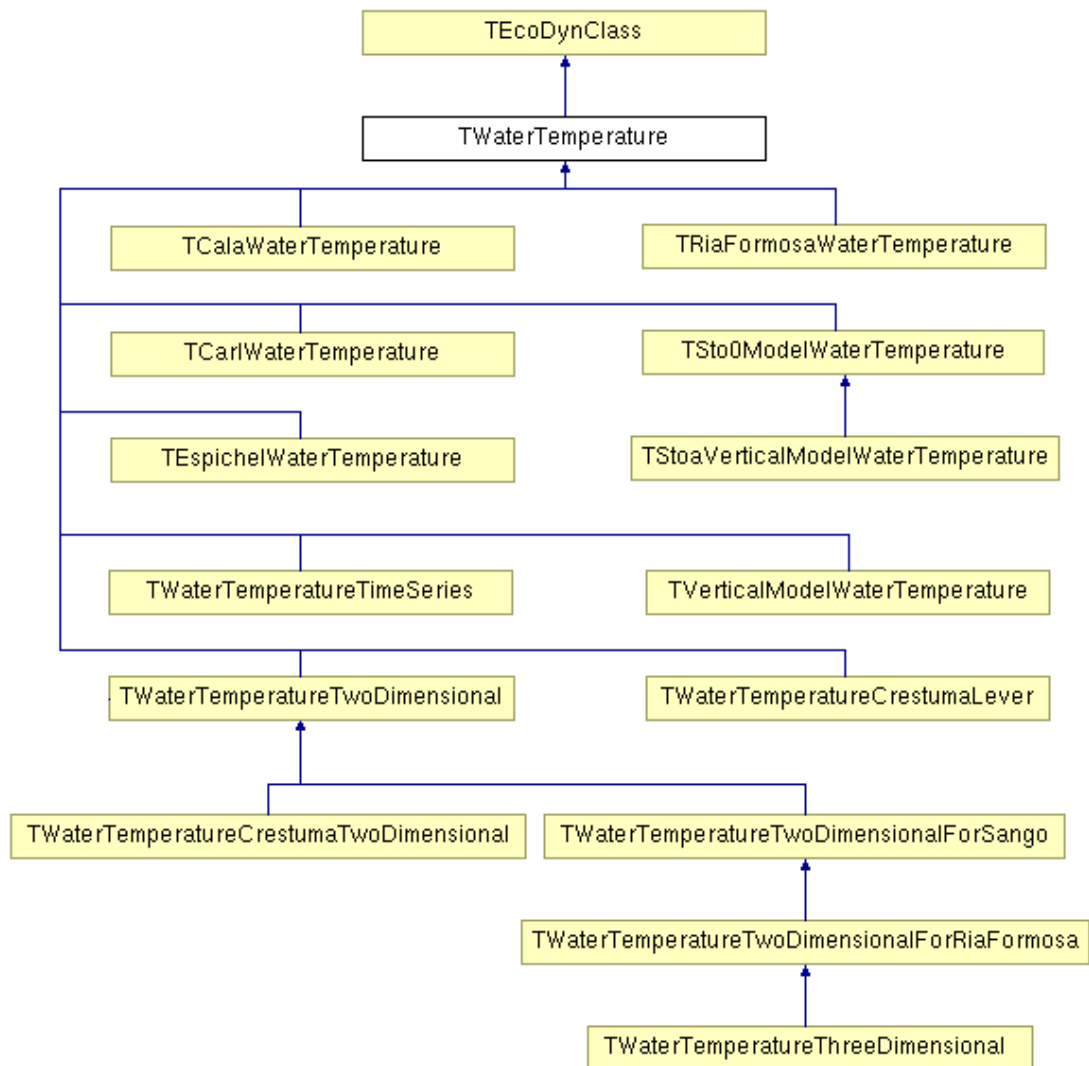 TEcoDynClass
TWaterTemperature
TCalaWaterTemperature
TRiaFormosaWaterTemperature
TCarlWaterTemperature
TSto0ModelWaterTemperature
TEspichelWaterTemperature
TStoaVerticalModelWaterTemperature
TWaterTemperatureTimeSeries
TVerticalModelWaterTemperature
TWaterTemperatureTwoDimensional
TWaterTemperatureCrestumaLever
TWaterTemperatureCrestumaTwoDimensional
TWaterTemperatureTwoDimensionalForSango
TWaterTemperatureTwoDimensionalForRiaFormosa
TWaterTemperatureThreeDimensional